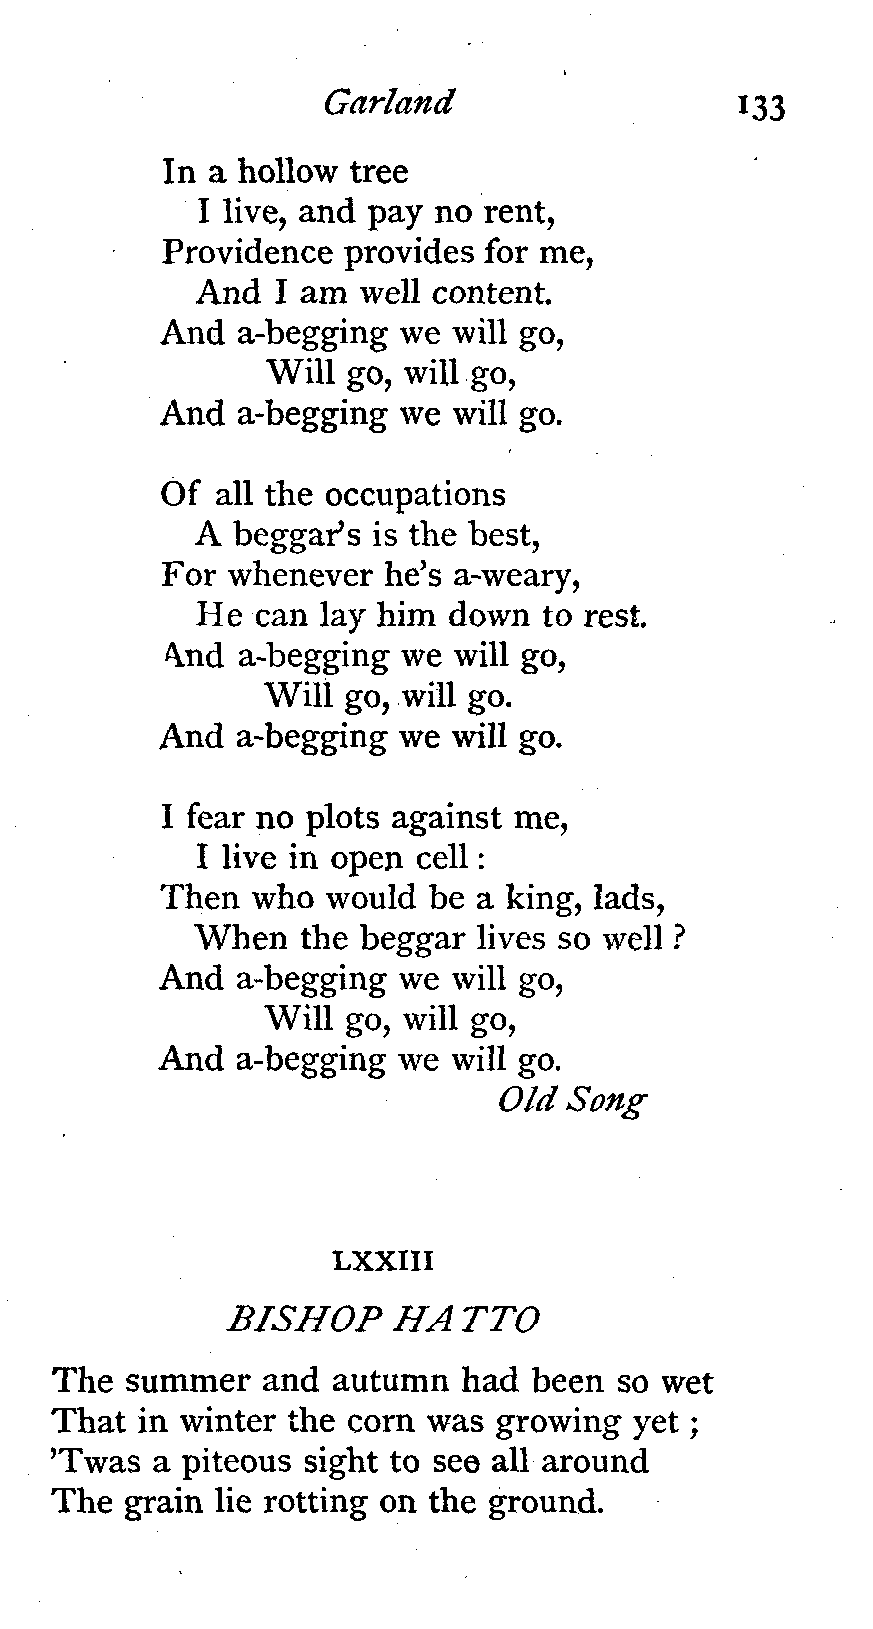 Garland 133
In a hollow tree
I live, and pay no rent,
Providence provides for me,
And I am well content.
And a-begging we will go,
Will go, will go,
And a-begging we will go.
Of all the occupations
A beggar's is the best,
For whenever he's a-weary,
He can lay him down to rest.
And a-begging we will go,
Will go, will go.
And a-begging we will go.
I fear no plots against me,
I live in open cell :
Then who would be a king, lads,
When the beggar lives so well ?
And a-begging we will go,
Will go, will go,
And a-begging we will go.
Old Song
LXXIII
BISHOP HATTO
The summer and autumn had been so wet
That in winter the corn was growing yet ;
'Twas a piteous sight to see all around
The grain lie rotting on the ground.